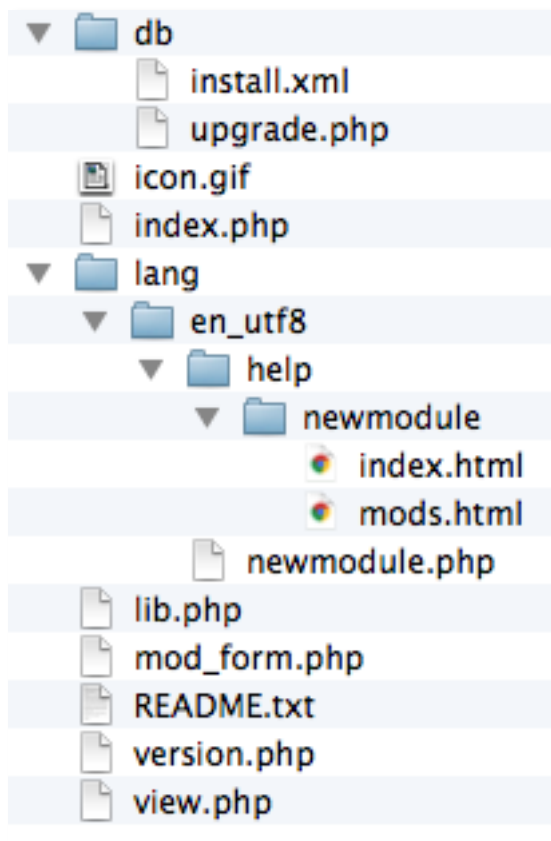 db
install.xml
upgrade.php
icon.gif
index.php
lang
en_utf8
help
newmodule
index.html
mods.html
newmodule.php
lib.php
mod_form.php
README.txt
version.php
view.php